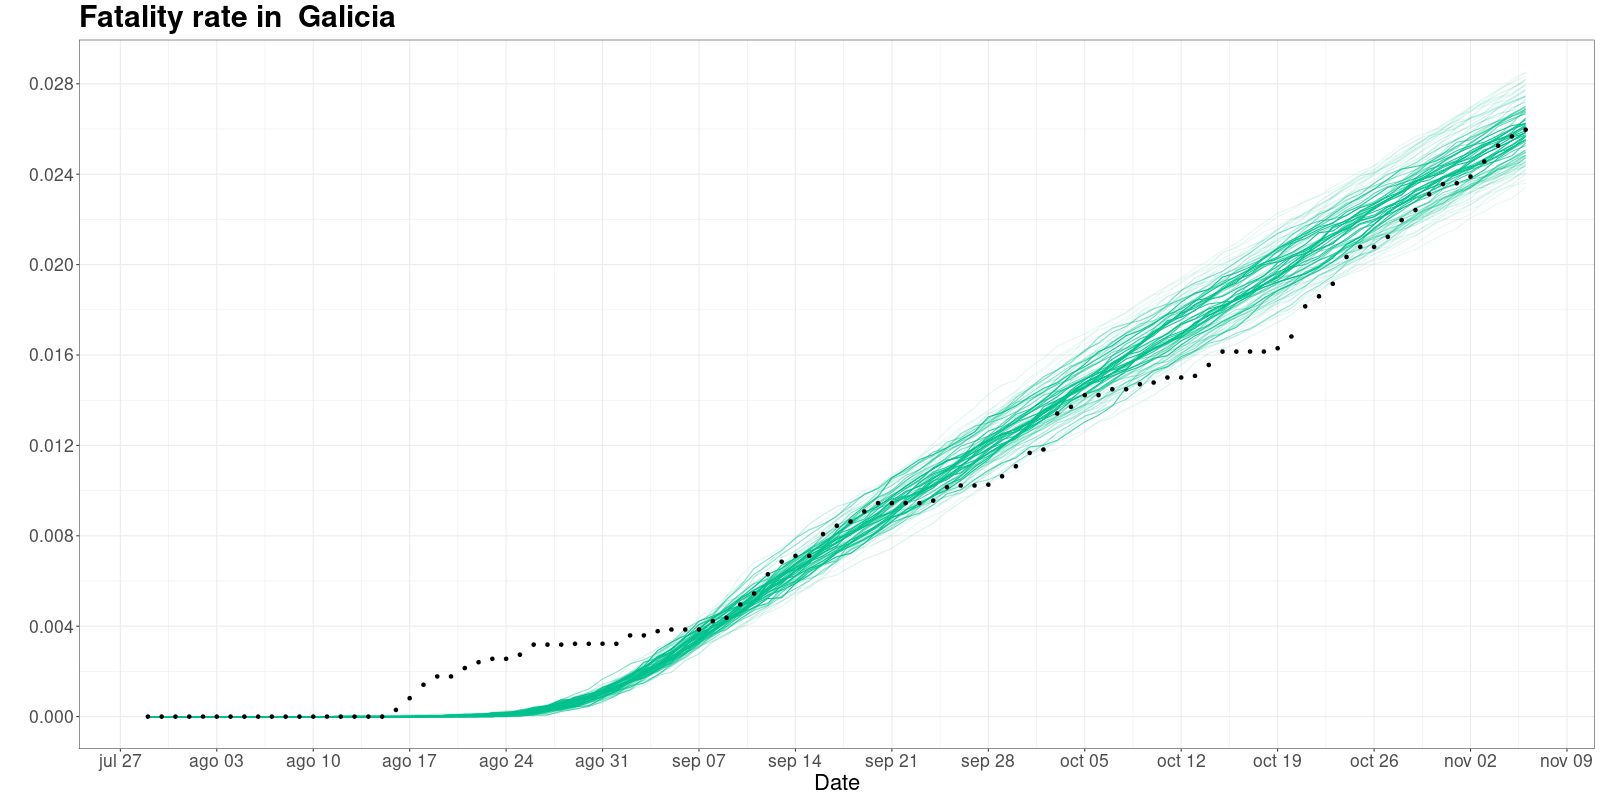 Fatality rate in  Galicia
0.028
0.024
0.020
0.016
0.012
0.008
0.004
0.000
jul 27 ago 03 ago 10 ago 17 ago 24 ago 31 sep 07 sep 14 sep 21 sep 28 oct 05 oct 12 oct 19 oct 26 nov 02 nov 09
Date